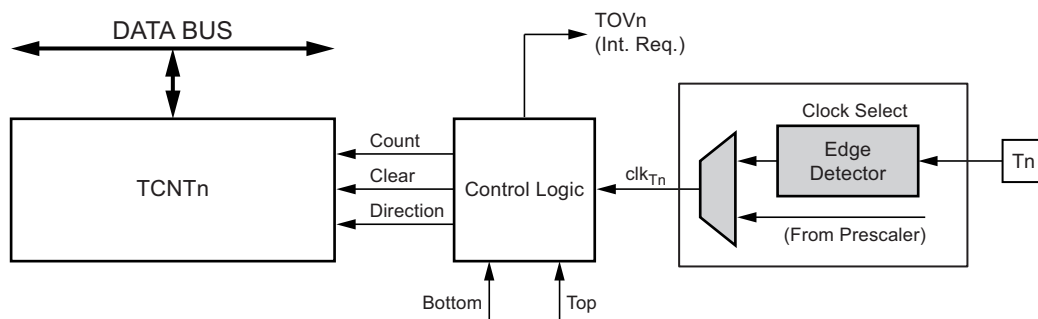 DATA BUS
TOVn
(Int. Req.)
Clock Select
Count
Edge
Detector
Tn
TCNTn
Clear
Control Logic
clkTn
Direction
(From Prescaler)
Bottom
Top